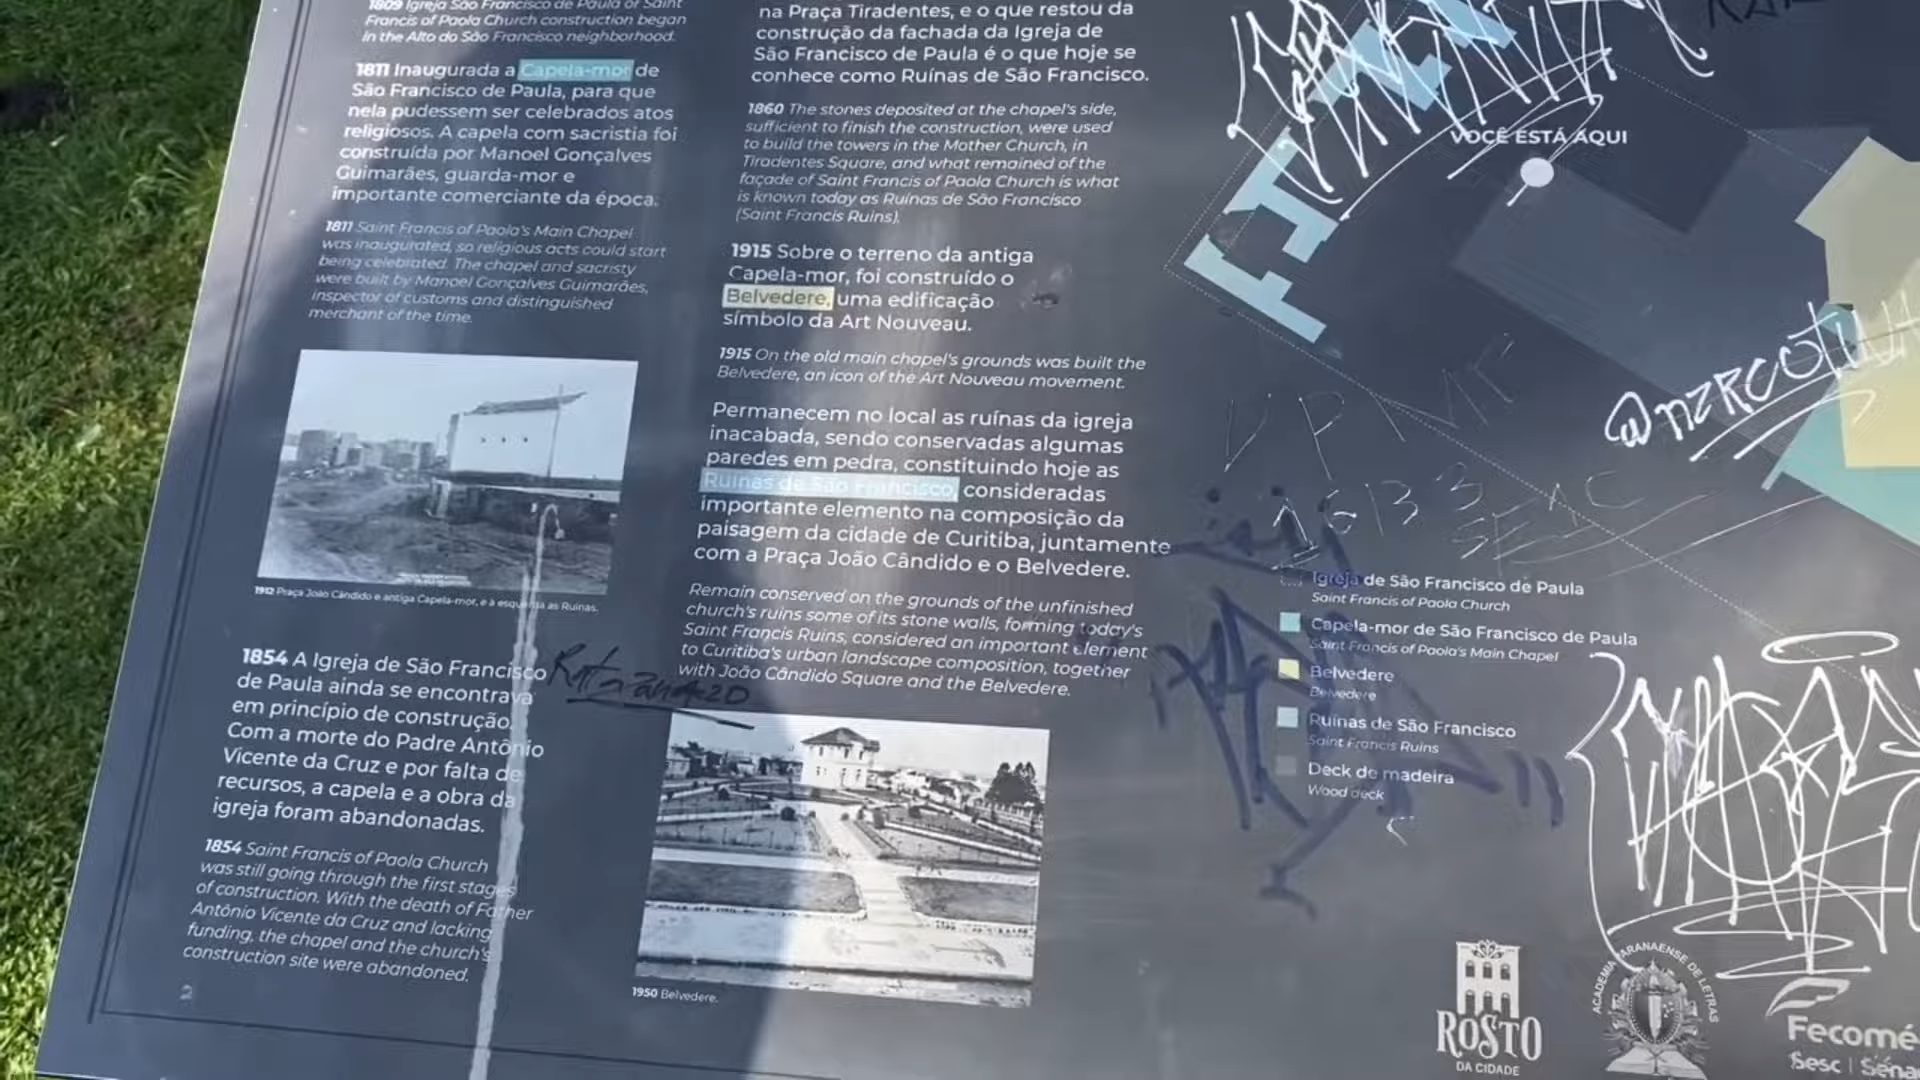 1809 Igreja São Francisco de Paula or Saint
Francis of Paola Church construction began
in the Alto do São Francisco neighborhood.
1811 Inaugurada a Capela-mor de
São Francisco de Paula, para que
nela pudessem ser celebrados atos
religiosos. A capela com sacristia foi
construída por Manoel Gonçalves
Guimarães, guarda-mor e
importante comerciante da época.
1811 Saint Francis of Paola's Main Chapel
was inaugurated, so religious acts could start
being celebrated. The chapel and sacristy
were built by Manoel Gonçalves Guimarães,
inspector of customs and distinguished
merchant of the time.
1912 Praça João Cândido e antiga Capela-mor, e à esquerda as Ruínas.
1854 A Igreja de São Francisco
de Paula ainda se encontrava
em princípio de construção.
Com a morte do Padre Antônio
Vicente da Cruz e por falta de
recursos, a capela e a obra da
igreja foram abandonadas.
1854 Saint Francis of Paola Church
was still going through the first stages
of construction. With the death of Father
Antônio Vicente da Cruz and lacking
funding, the chapel and the church's
construction site were abandoned.
2
na Praça Tiradentes, e o que restou da
construção da fachada da Igreja de
São Francisco de Paula é o que hoje se
conhece como Ruínas de São Francisco.
1860 The stones deposited at the chapel's side,
sufficient to finish the construction, were used
to build the towers in the Mother Church, in
Tiradentes Square, and what remained of the
façade of Saint Francis of Paola Church is what
is known today as Ruínas de São Francisco
(Saint Francis Ruins).
1915 Sobre o terreno da antiga
Capela-mor, foi construído o
Belvedere, uma edificação
símbolo da Art Nouveau.
1915 On the old main chapel's grounds was built the
Belvedere, an icon of the Art Nouveau movement.
Permanecem no local as ruínas da igreja
inacabada, sendo conservadas algumas
paredes em pedra, constituindo hoje as
Ruínas de São Francisco, consideradas
importante elemento na composição da
paisagem da cidade de Curitiba, juntamente
com a Praça João Cândido e o Belvedere.
Remain conserved on the grounds of the unfinished
church's ruins some of its stone walls, forming today's
Saint Francis Ruins, considered an important element
to Curitiba's urban landscape composition, together
with João Cândido Square and the Belvedere.
1950 Belvedere.
VOCÊ ESTÁ AQUI
Igreja de São Francisco de Paula
Saint Francis of Paola Church
Capela-mor de São Francisco de Paula
Saint Francis of Paola's Main Chapel
Belvedere
Belvedere
Ruínas de São Francisco
Saint Francis Ruins
Deck de madeira
Wood deck
ROSTO
DA CIDADE
ACADEMIA PARANAENSE DE LETRAS
Fecomé
Sesc | Sena